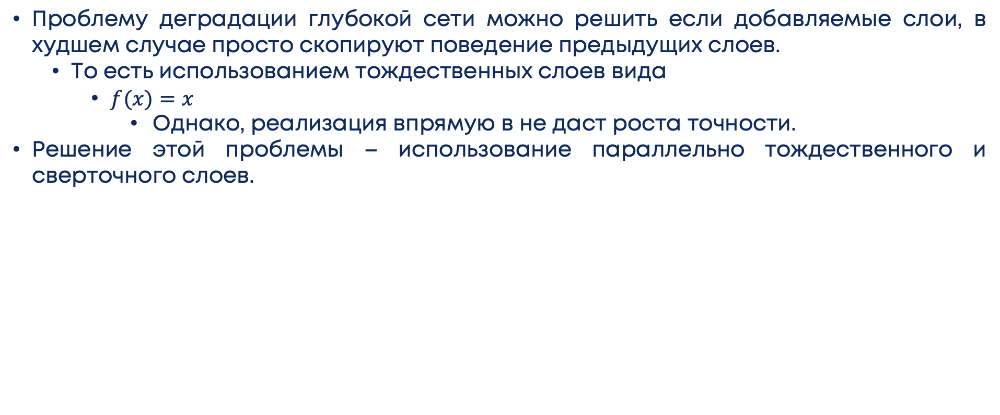 • Проблему деградации глубокой сети можно решить если добавляемые слои, в
худшем случае просто скопируют поведение предыдущих слоев.
• То есть использованием тождественных слоев вида
• f(x) = x
• Однако, реализация впрямую в не даст роста точности.
• Решение этой проблемы – использование параллельно тождественного и
сверточного слоев.